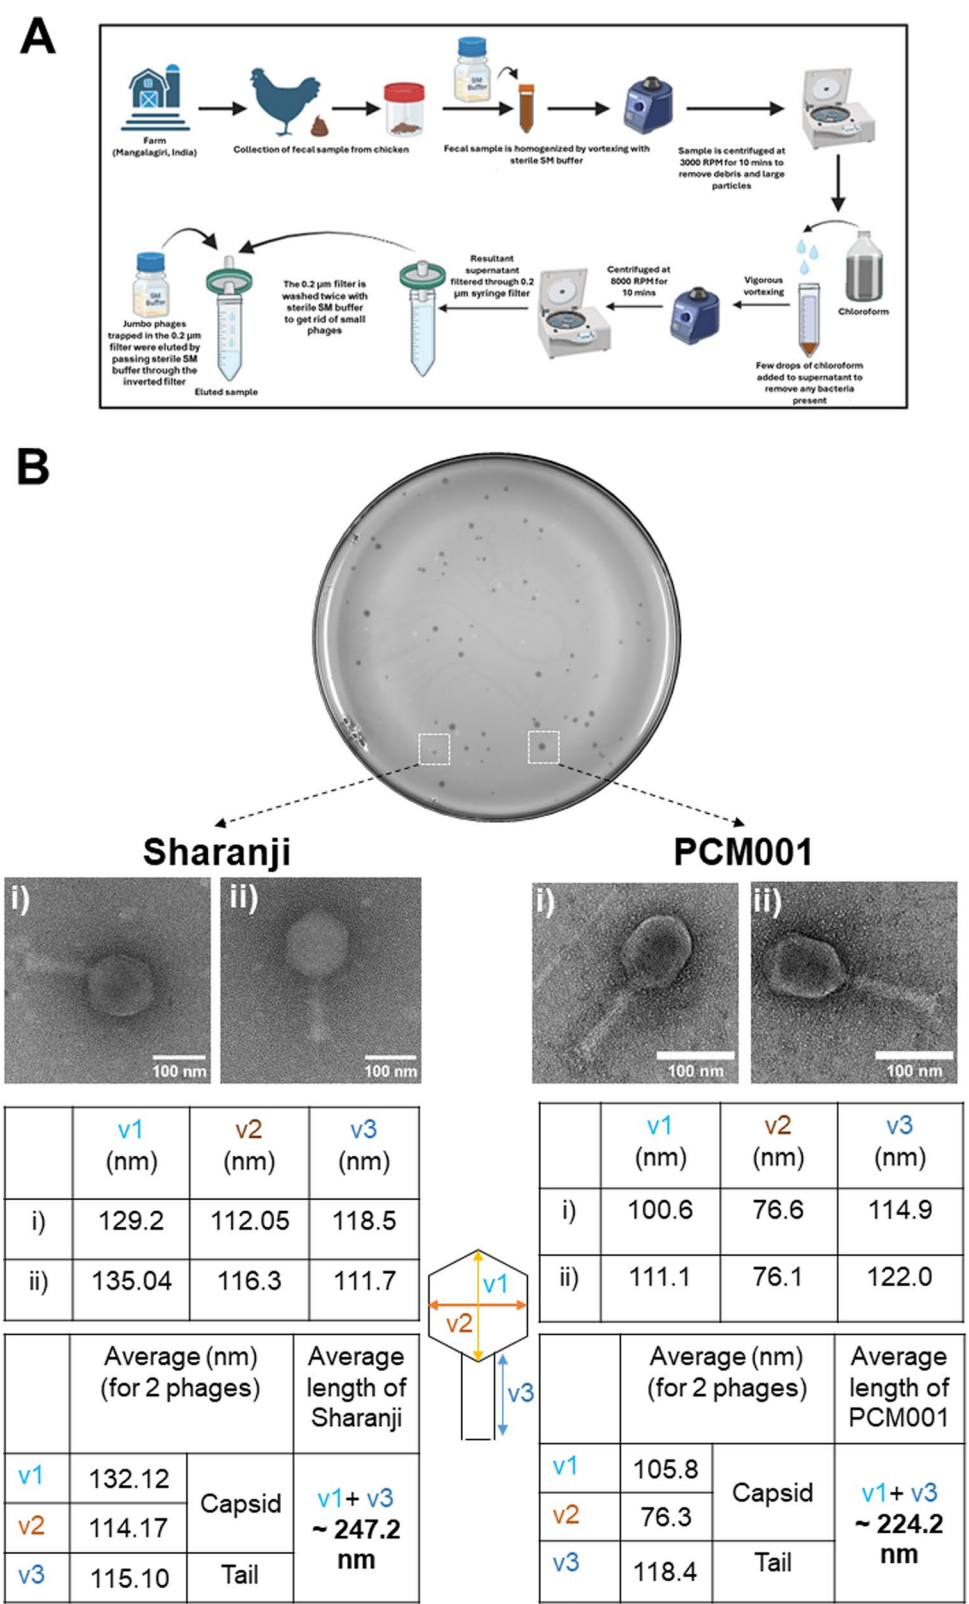 A
SM
Buffer
Farm
(Mangalagiri, India)
Collection of fecal sample from chicken
Fecal sample is homogenized by vortexing with
sterile SM buffer
Sample is centrifuged at
3000 RPM for 10 mins to
remove debris and large
particles
Chloroform
Few drops of chloroform
added to supernatant to
remove any bacteria
present
Vigorous
vortexing
Centrifuged at
8000 RPM for
10 mins
Resultant
supernatant
filtered through 0.2
µm syringe filter
The 0.2 µm filter is
washed twice with
sterile SM buffer
to get rid of small
phages
SM
Buffer
Jumbo phages
trapped in the 0.2 µm
filter were eluted by
passing sterile SM
buffer through the
inverted filter
Eluted sample
B
Sharanji
i)
100 nm
ii)
100 nm
PCM001
i)
100 nm
ii)
100 nm
v1 (nm) v2 (nm) v3 (nm)
i) 129.2 112.05 118.5
ii) 135.04 116.3 111.7
Average (nm)
(for 2 phages)
Average
length of
Sharanji
v1 132.12
v2 114.17
Capsid
v3 115.10 Tail
v1+ v3
~ 247.2
nm
v1
v2
v3
v1 (nm) v2 (nm) v3 (nm)
i) 100.6 76.6 114.9
ii) 111.1 76.1 122.0
Average (nm)
(for 2 phages)
Average
length of
PCM001
v1 105.8
v2 76.3
Capsid
v3 118.4 Tail
v1+ v3
~ 224.2
nm